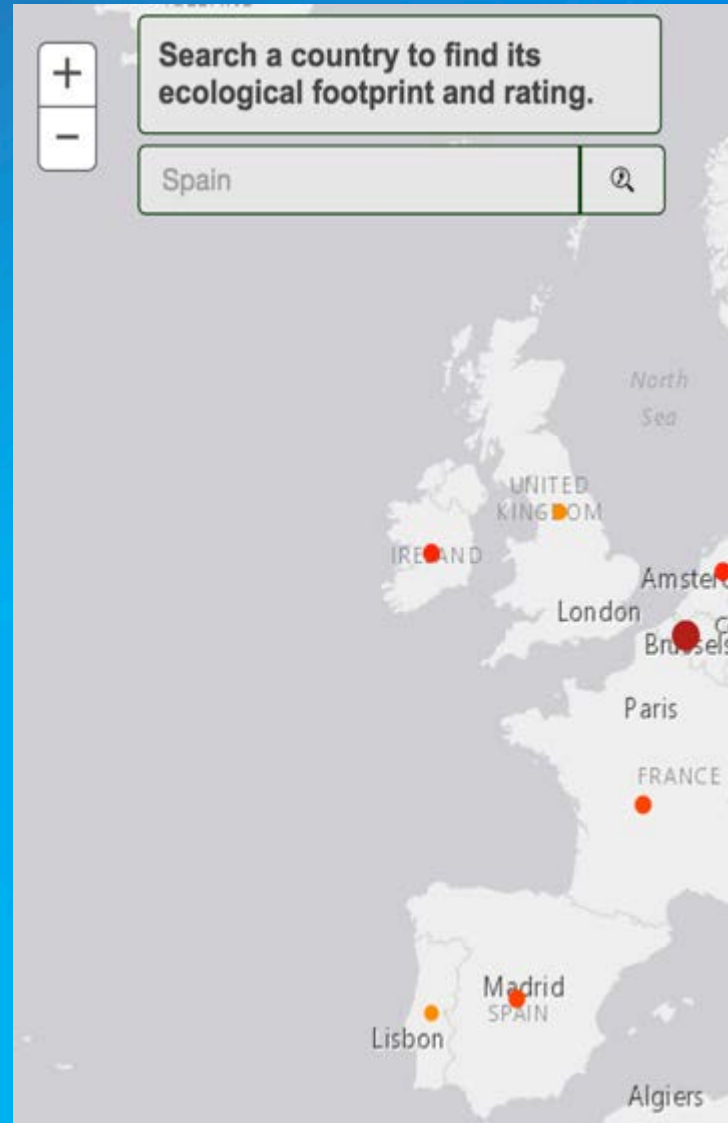 +
Search a country to find its
ecological footprint and rating.
−
Spain
North
Sea
UNITED
KINGDOM
IRELAND
London
Paris
FRANCE
Madrid
SPAIN
Lisbon
Algiers